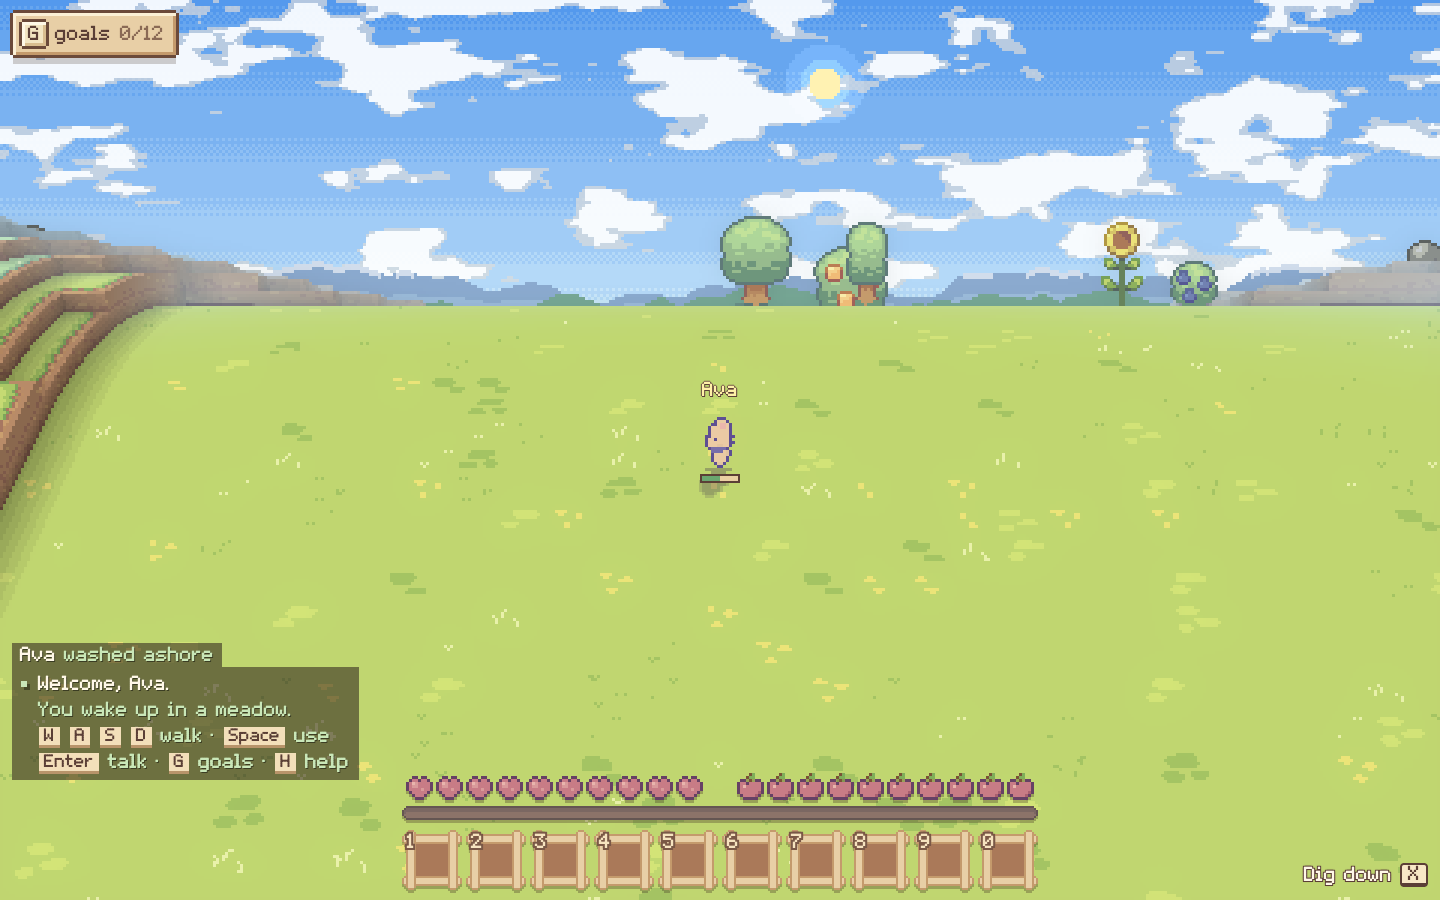 G goals 0/12
Ava
Ava washed ashore
Welcome, Ava.
You wake up in a meadow.
W A S D walk · Space use
Enter talk · G goals · H help
1 2 3 4 5 6 7 8 9 0
Dig down X